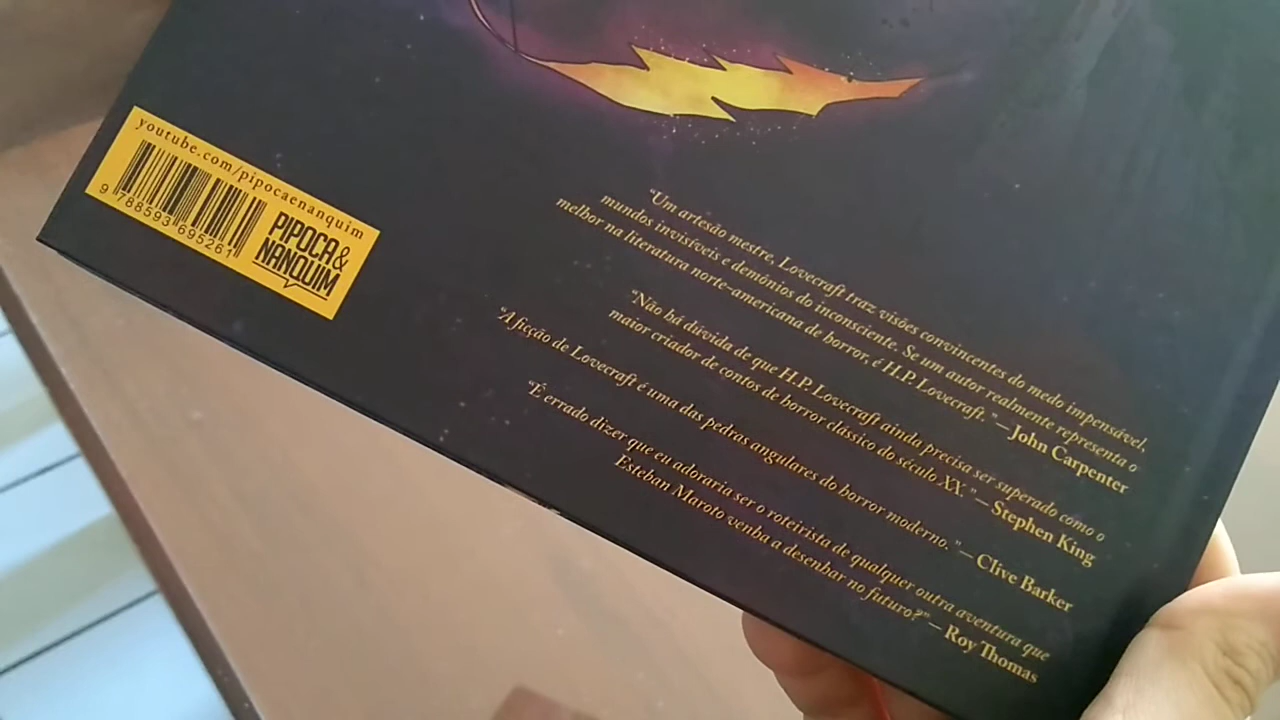 youtube.com/pipocaenanquim
9 788593 695261
PIPOCA &
NANQUIM
“Um artesão mestre, Lovecraft traz visões convincentes do medo impensável,
mundos invisíveis e demônios do inconsciente. Se um autor realmente representa o
melhor na literatura norte-americana de horror, é H.P. Lovecraft.” — John Carpenter
“Não há dúvida de que H.P. Lovecraft ainda precisa ser superado como o
maior criador de contos de horror clássico do século XX.” — Stephen King
“A ficção de Lovecraft é uma das pedras angulares do horror moderno.” — Clive Barker
“É errado dizer que eu adoraria ser o roteirista de qualquer outra aventura que
Esteban Maroto venha a desenhar no futuro?” — Roy Thomas